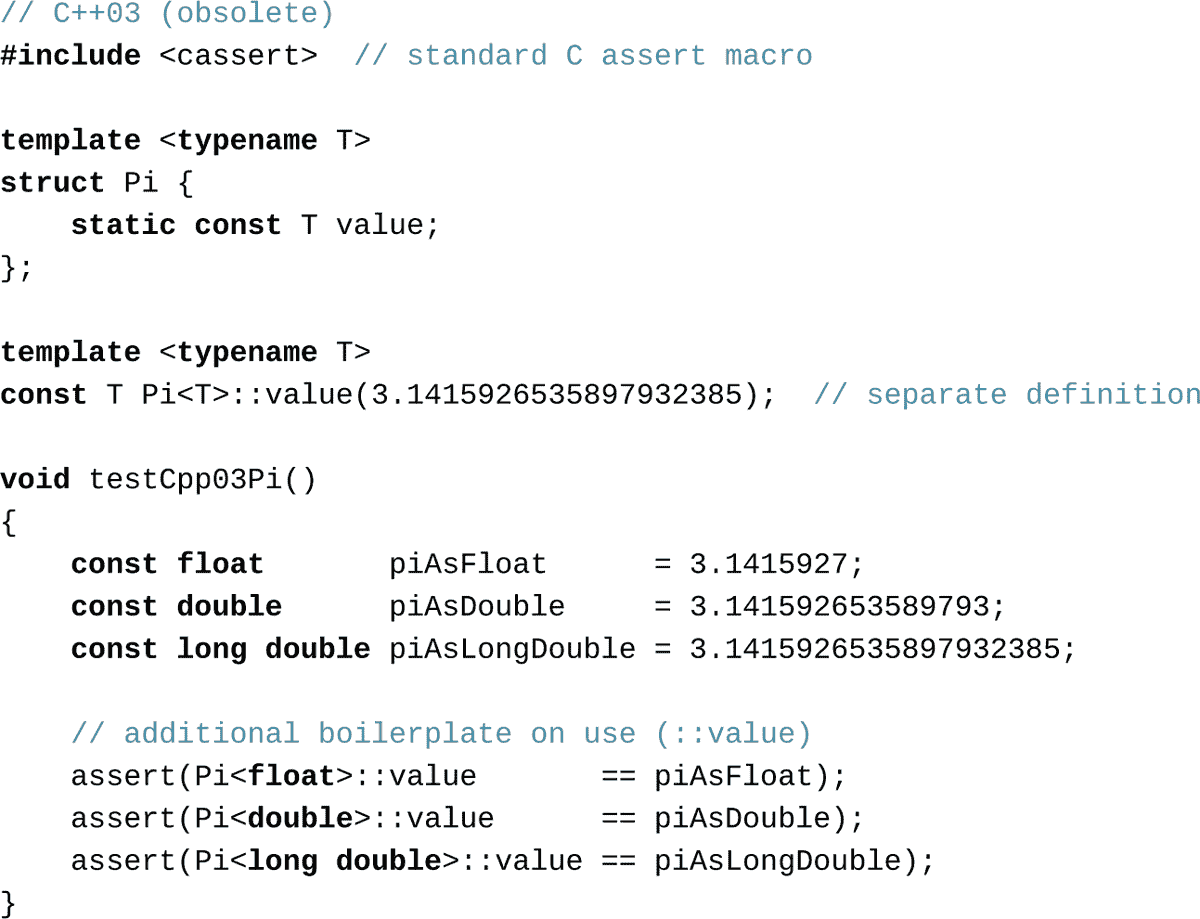 // C++03 (obsolete)
#include <cassert>  // standard C assert macro

template <typename T>
struct Pi {
    static const T value;
};

template <typename T>
const T Pi<T>::value(3.1415926535897932385);  // separate definition

void testCpp03Pi()
{
    const float       piAsFloat      = 3.1415927;
    const double      piAsDouble     = 3.141592653589793;
    const long double piAsLongDouble = 3.1415926535897932385;

    // additional boilerplate on use (::value)
    assert(Pi<float>::value       == piAsFloat);
    assert(Pi<double>::value      == piAsDouble);
    assert(Pi<long double>::value == piAsLongDouble);
}